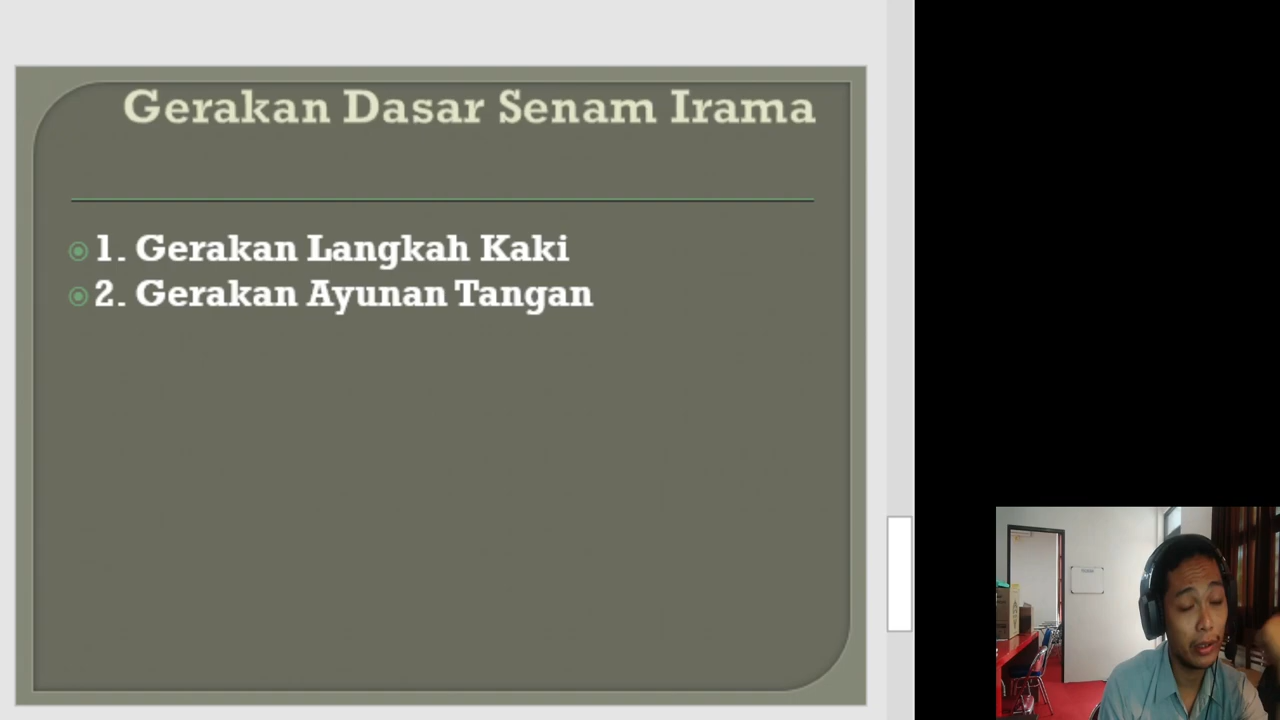 Gerakan Dasar Senam Irama
1. Gerakan Langkah Kaki
2. Gerakan Ayunan Tangan